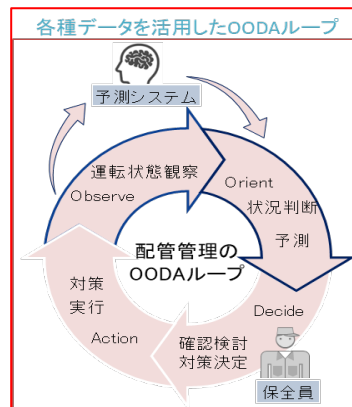 各種データを活用したOODAループ
予測システム
運転状態観察
Observe
Orient
状況判断
予測
配管管理の
OODAループ
Decide
確認検討
対策決定
保全員
対策
実行
Action